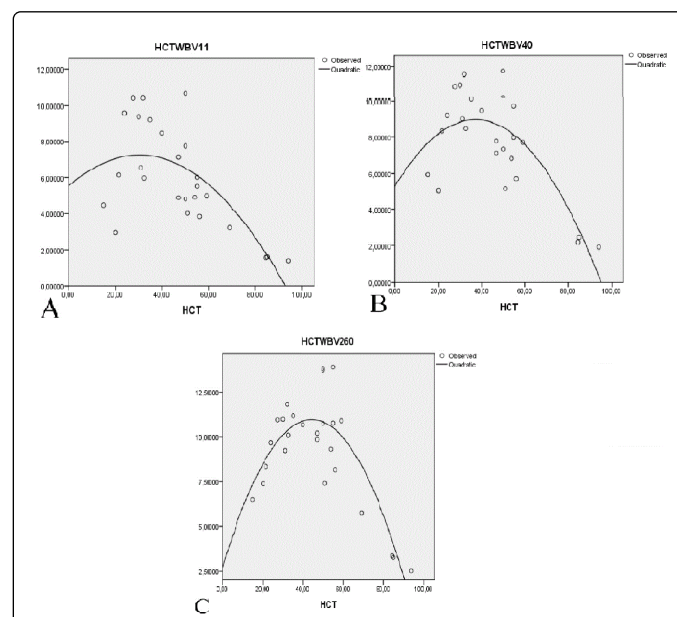 HCTWBV11
12,00000
10,00000
8,00000
6,00000
4,00000
2,00000
0,00000
0,00 20,00 40,00 60,00 80,00 100,00
HCT
Observed
Quadratic
A
HCTWBV40
12,00000
10,00000
8,00000
6,00000
4,00000
2,00000
0,00000
0,00 20,00 40,00 60,00 80,00 100,00
HCT
Observed
Quadratic
B
HCTWBV260
12,50000
10,00000
7,50000
5,00000
2,50000
0,00 20,00 40,00 60,00 80,00 100,00
HCT
Observed
Quadratic
C